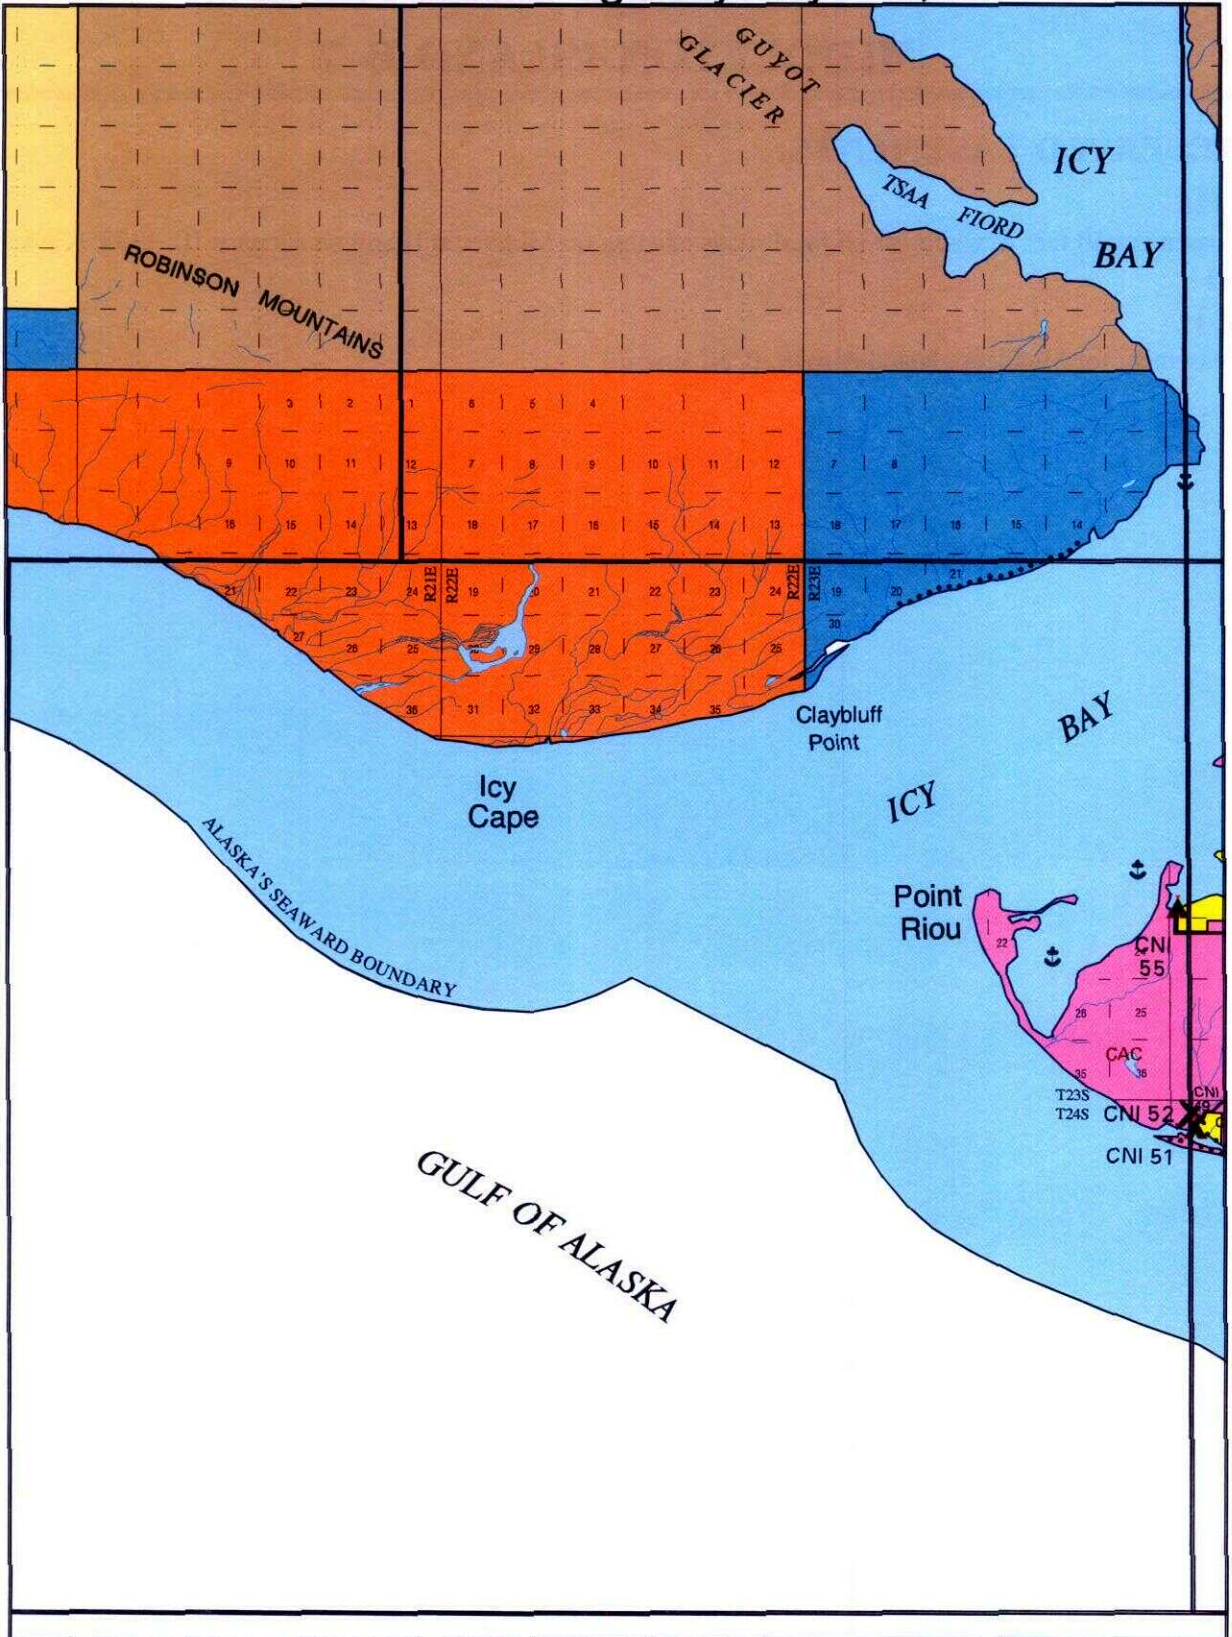 GUYOT
GLACIER
ICY
TSAA FIORD
BAY
ROBINSON MOUNTAINS
3 2 1 6 5 4
9 10 11 12 7 8 9 10 11 12 7 8
16 15 14 13 18 17 16 15 14 13 18 17 16 15 14
21 22 23 24 R21E R22E 19 20 21 22 23 24 R22E R23E 19 20 21
27 26 25 30 29 28 27 26 25 30
36 31 32 33 34 35
Claybluff
Point
BAY
Icy
Cape
ICY
ALASKA'S SEAWARD BOUNDARY
Point
Riou
22
CNI
55
26 25
CAC
35 36
T23S
T24S
CNI
CNI 52
CNI 51
GULF OF ALASKA